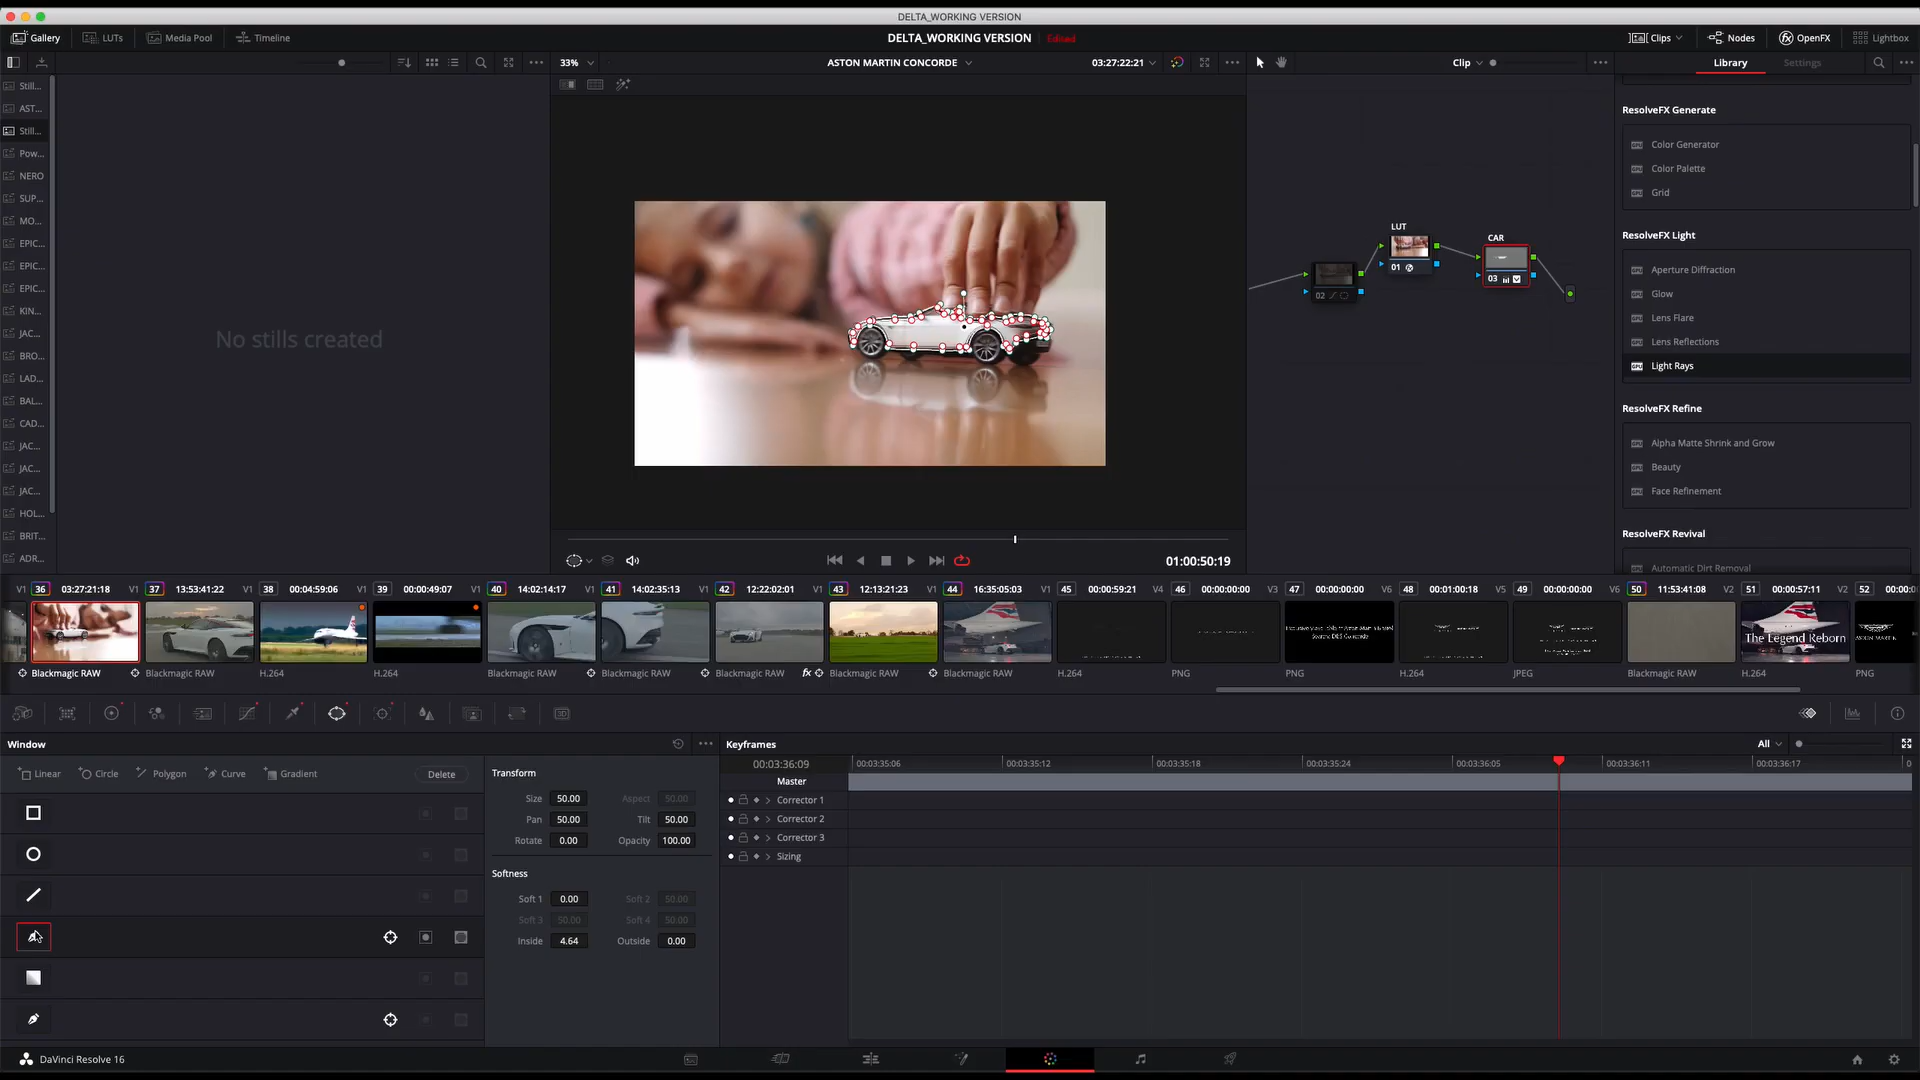 DELTA_WORKING VERSION
Gallery LUTs Media Pool Timeline DELTA_WORKING VERSION Edited Clips Nodes OpenFX Lightbox
33% ASTON MARTIN CONCORDE 03:27:22:21 Clip Library Settings
Still...
AST...
Still...
Pow...
NERO
SUP...
MO...
EPIC...
EPIC...
EPIC...
KIN...
JAC...
BRO...
LAD...
BAL...
CAD...
JAC...
JAC...
JAC...
HOL...
BRIT...
ADR...
No stills created
LUT
01
CAR
03
02
ResolveFX Generate
Color Generator
Color Palette
Grid
ResolveFX Light
Aperture Diffraction
Glow
Lens Flare
Lens Reflections
Light Rays
ResolveFX Refine
Alpha Matte Shrink and Grow
Beauty
Face Refinement
ResolveFX Revival
Automatic Dirt Removal
01:00:50:19
V1 36 03:27:21:18 V1 37 13:53:41:22 V1 38 00:04:59:06 V1 39 00:00:49:07 V1 40 14:02:14:17 V1 41 14:02:35:13 V1 42 12:22:02:01 V1 43 12:13:21:23 V1 44 16:35:05:03 V1 45 00:00:59:21 V1 46 00:00:00:00 V3 47 00:00:00:00 V6 48 00:01:00:18 V5 49 00:00:00:00 V6 50 11:53:41:08 V2 51 00:00:57:11 V2 52 00:00:0
The Legend Reborn
ASTON MARTIN
Blackmagic RAW Blackmagic RAW H.264 H.264 Blackmagic RAW Blackmagic RAW Blackmagic RAW fx Blackmagic RAW Blackmagic RAW H.264 PNG PNG H.264 JPEG Blackmagic RAW H.264 PNG
Window
Linear Circle Polygon Curve Gradient Delete
Transform
Size 50.00 Aspect 50.00
Pan 50.00 Tilt 50.00
Rotate 0.00 Opacity 100.00
Softness
Soft 1 0.00 Soft 2 50.00
Soft 3 50.00 Soft 4 50.00
Inside 4.64 Outside 0.00
Keyframes All
00:03:36:09 00:03:35:06 00:03:35:12 00:03:35:18 00:03:35:24 00:03:36:05 00:03:36:11 00:03:36:17 0
Master
Corrector 1
Corrector 2
Corrector 3
Sizing
DaVinci Resolve 16